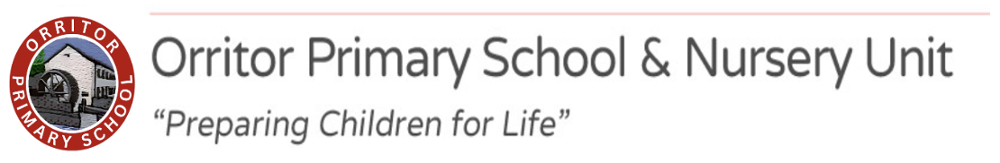 ORRITOR
PRIMARY SCHOOL
Orritor Primary School & Nursery Unit
“Preparing Children for Life”